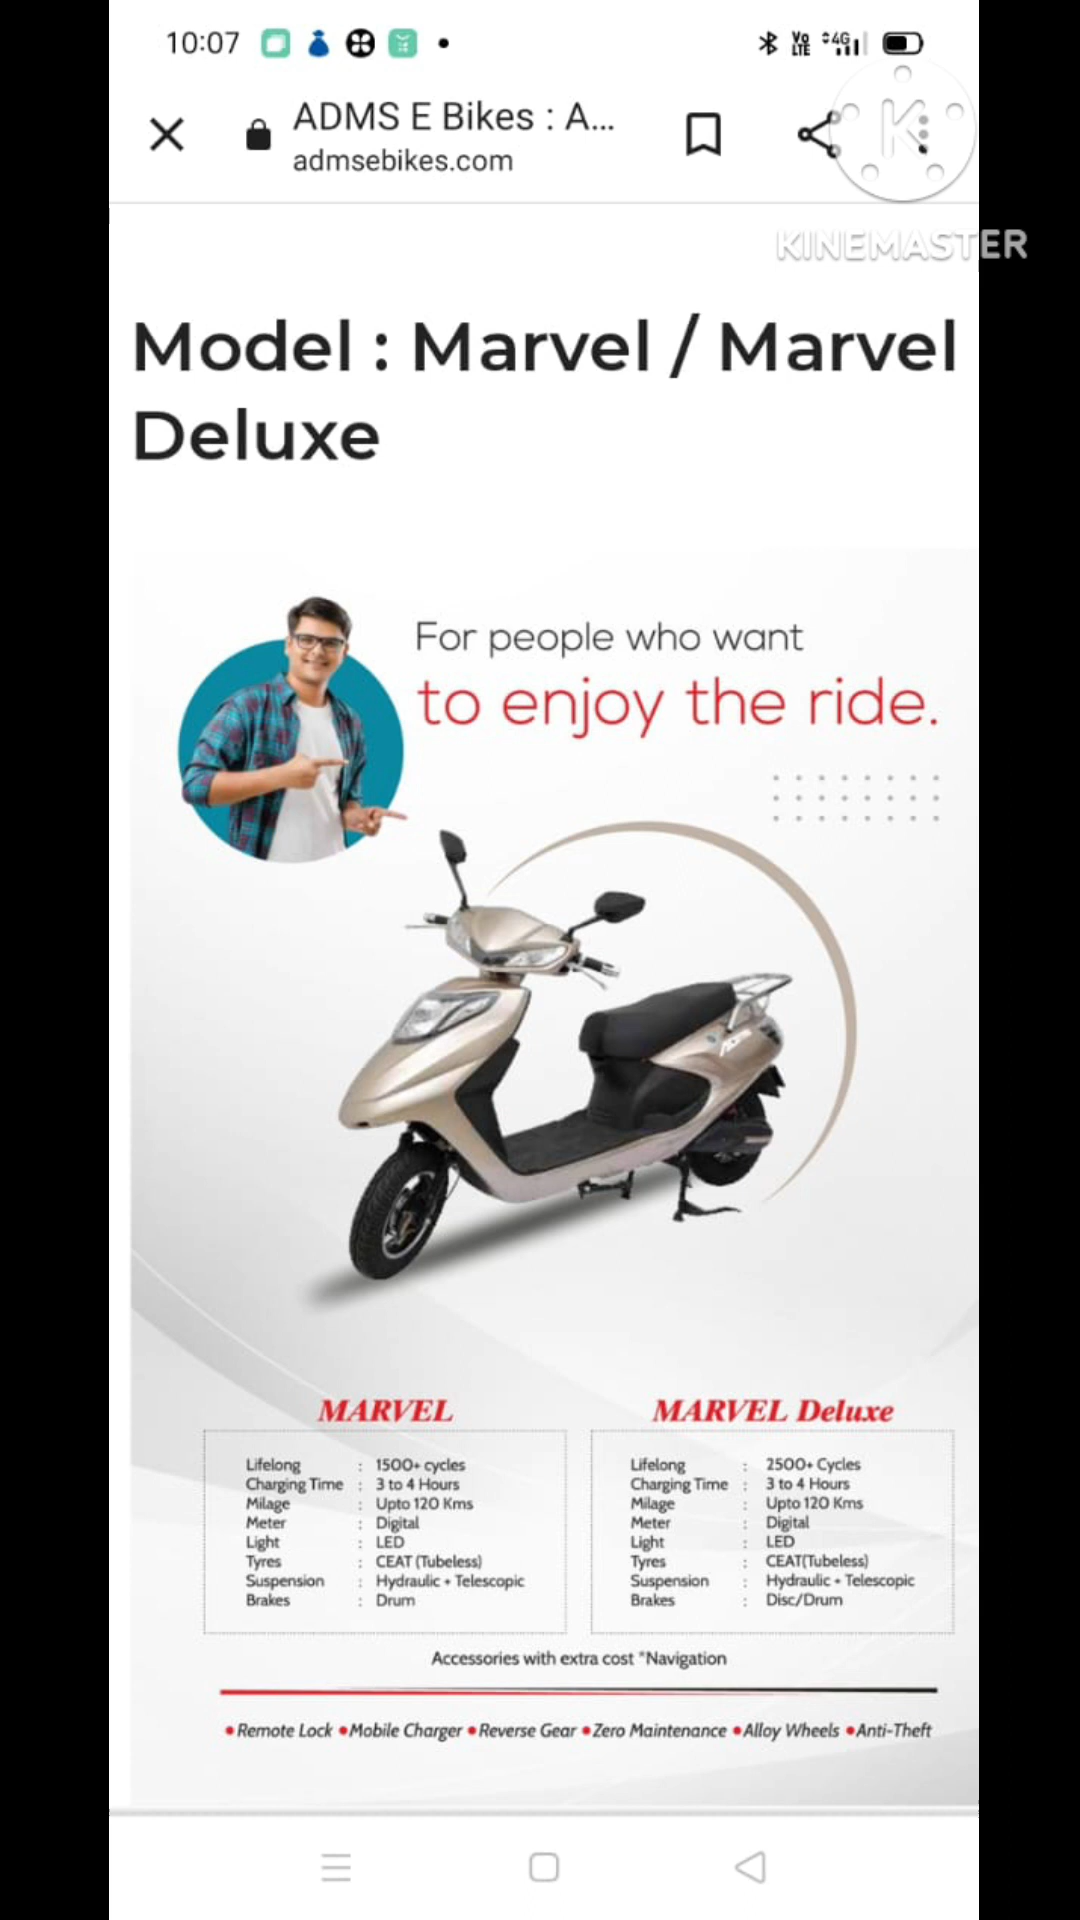 10:07
Vo LTE 4G
ADMS E Bikes : A...
admsebikes.com
KINEMASTER
Model : Marvel / Marvel
Deluxe
For people who want
to enjoy the ride.
MARVEL
Lifelong : 1500+ cycles
Charging Time : 3 to 4 Hours
Milage : Upto 120 Kms
Meter : Digital
Light : LED
Tyres : CEAT (Tubeless)
Suspension : Hydraulic + Telescopic
Brakes : Drum
MARVEL Deluxe
Lifelong : 2500+ Cycles
Charging Time : 3 to 4 Hours
Milage : Upto 120 Kms
Meter : Digital
Light : LED
Tyres : CEAT(Tubeless)
Suspension : Hydraulic + Telescopic
Brakes : Disc/Drum
Accessories with extra cost *Navigation
•Remote Lock •Mobile Charger •Reverse Gear •Zero Maintenance •Alloy Wheels •Anti-Theft